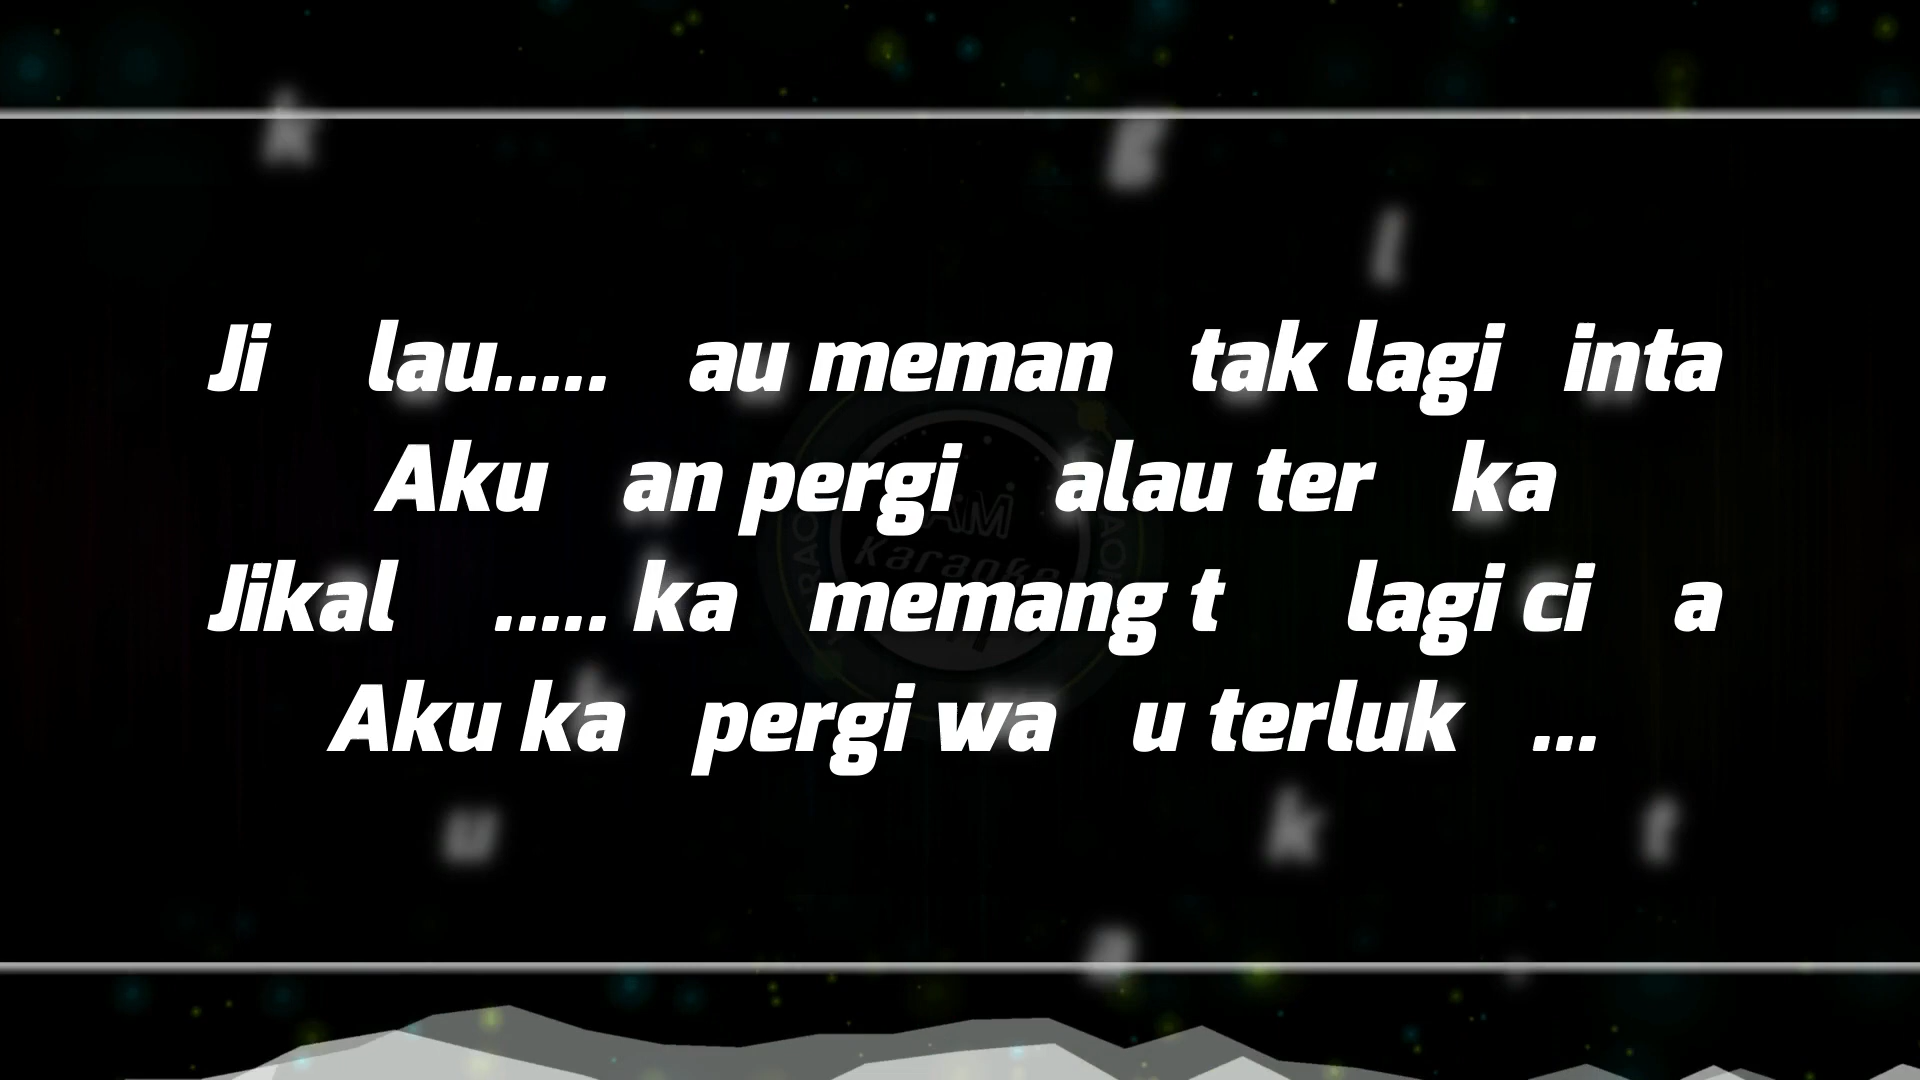 Ji lau..... au meman tak lagi inta
Aku an pergi alau ter ka
Jikal ..... ka memang t lagi ci a
Aku ka pergi wa u terluk ...